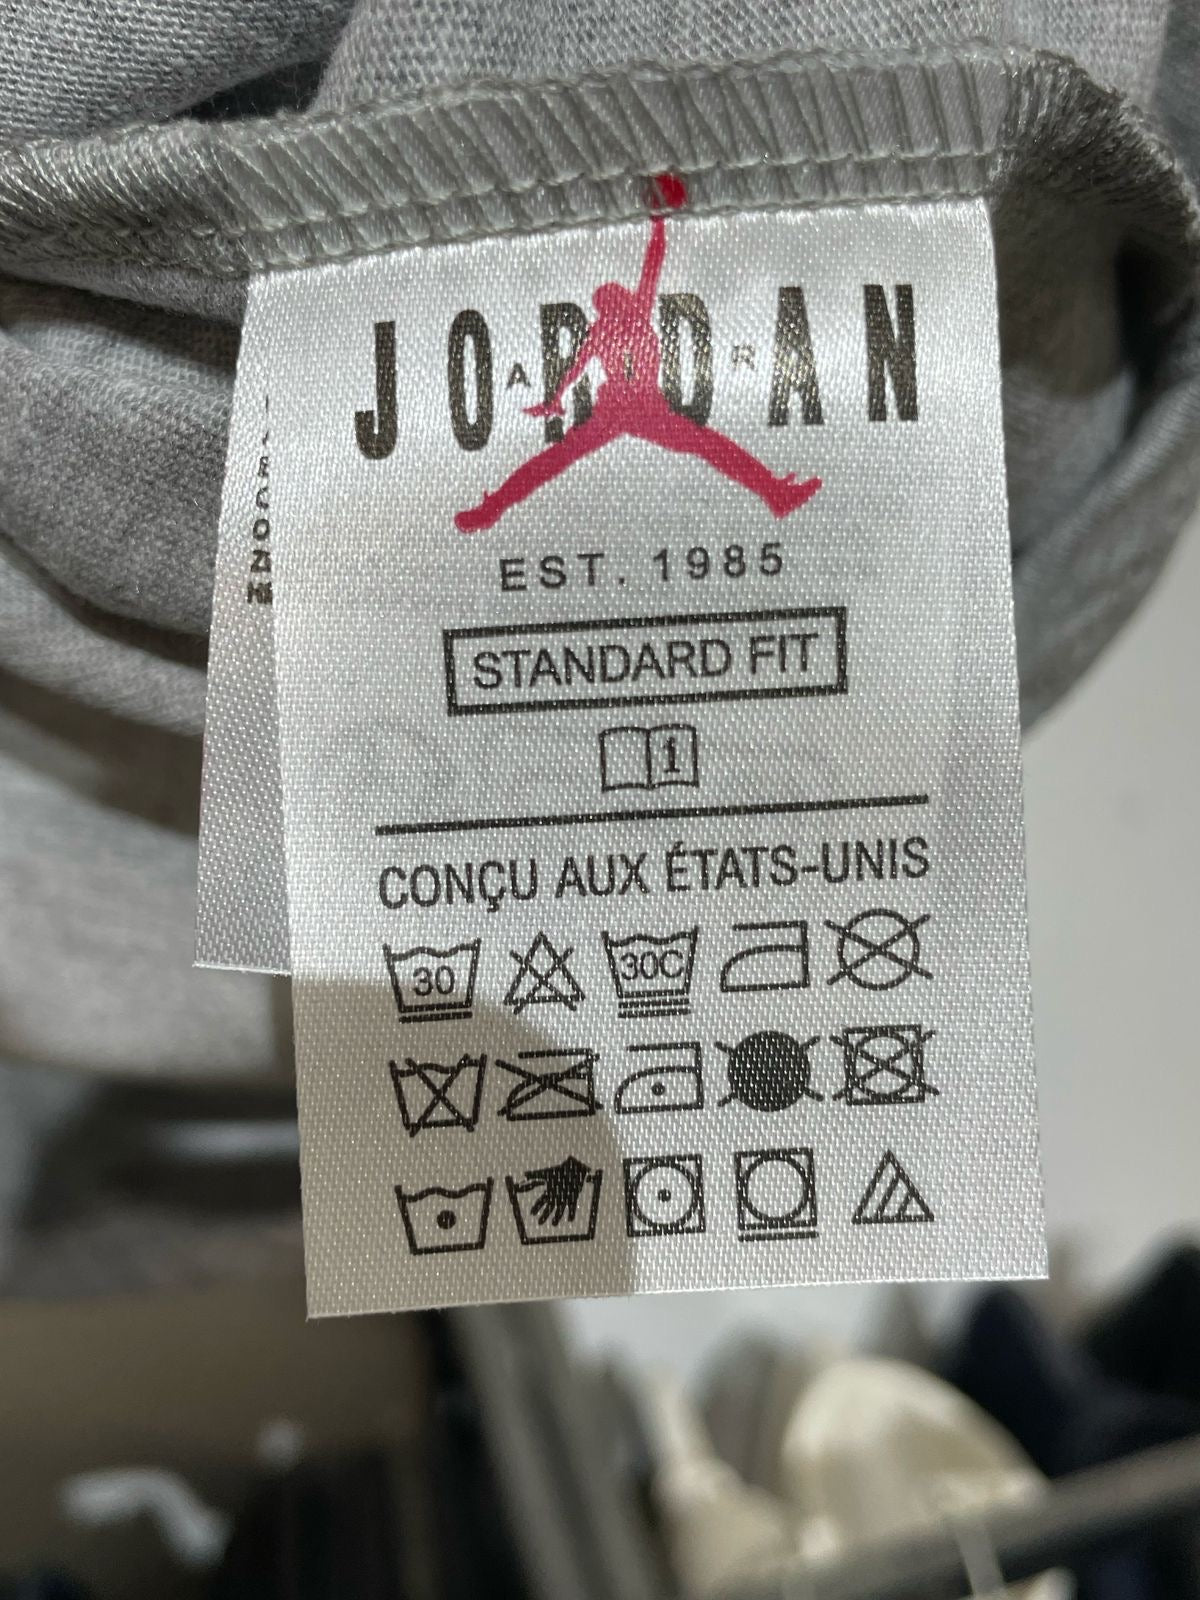 JORDAN
AIR
EST. 1985
STANDARD FIT
1
CONÇU AUX ÉTATS-UNIS
30
30C